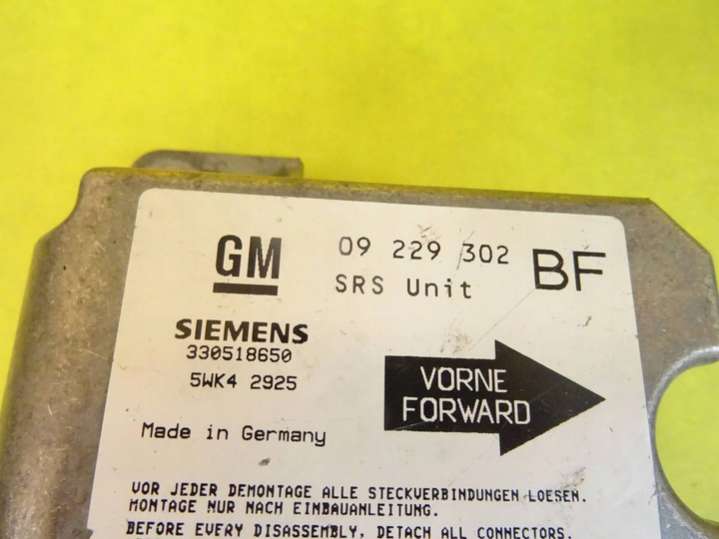 GM 09 229 302 BF
SRS Unit
SIEMENS
330518650
5WK4 2925
VORNE
FORWARD
Made in Germany
VOR JEDER DEMONTAGE ALLE STECKVERBINDUNGEN LOESEN.
MONTAGE NUR NACH EINBAUANLEITUNG.
BEFORE EVERY DISASSEMBLY, DETACH ALL CONNECTORS.